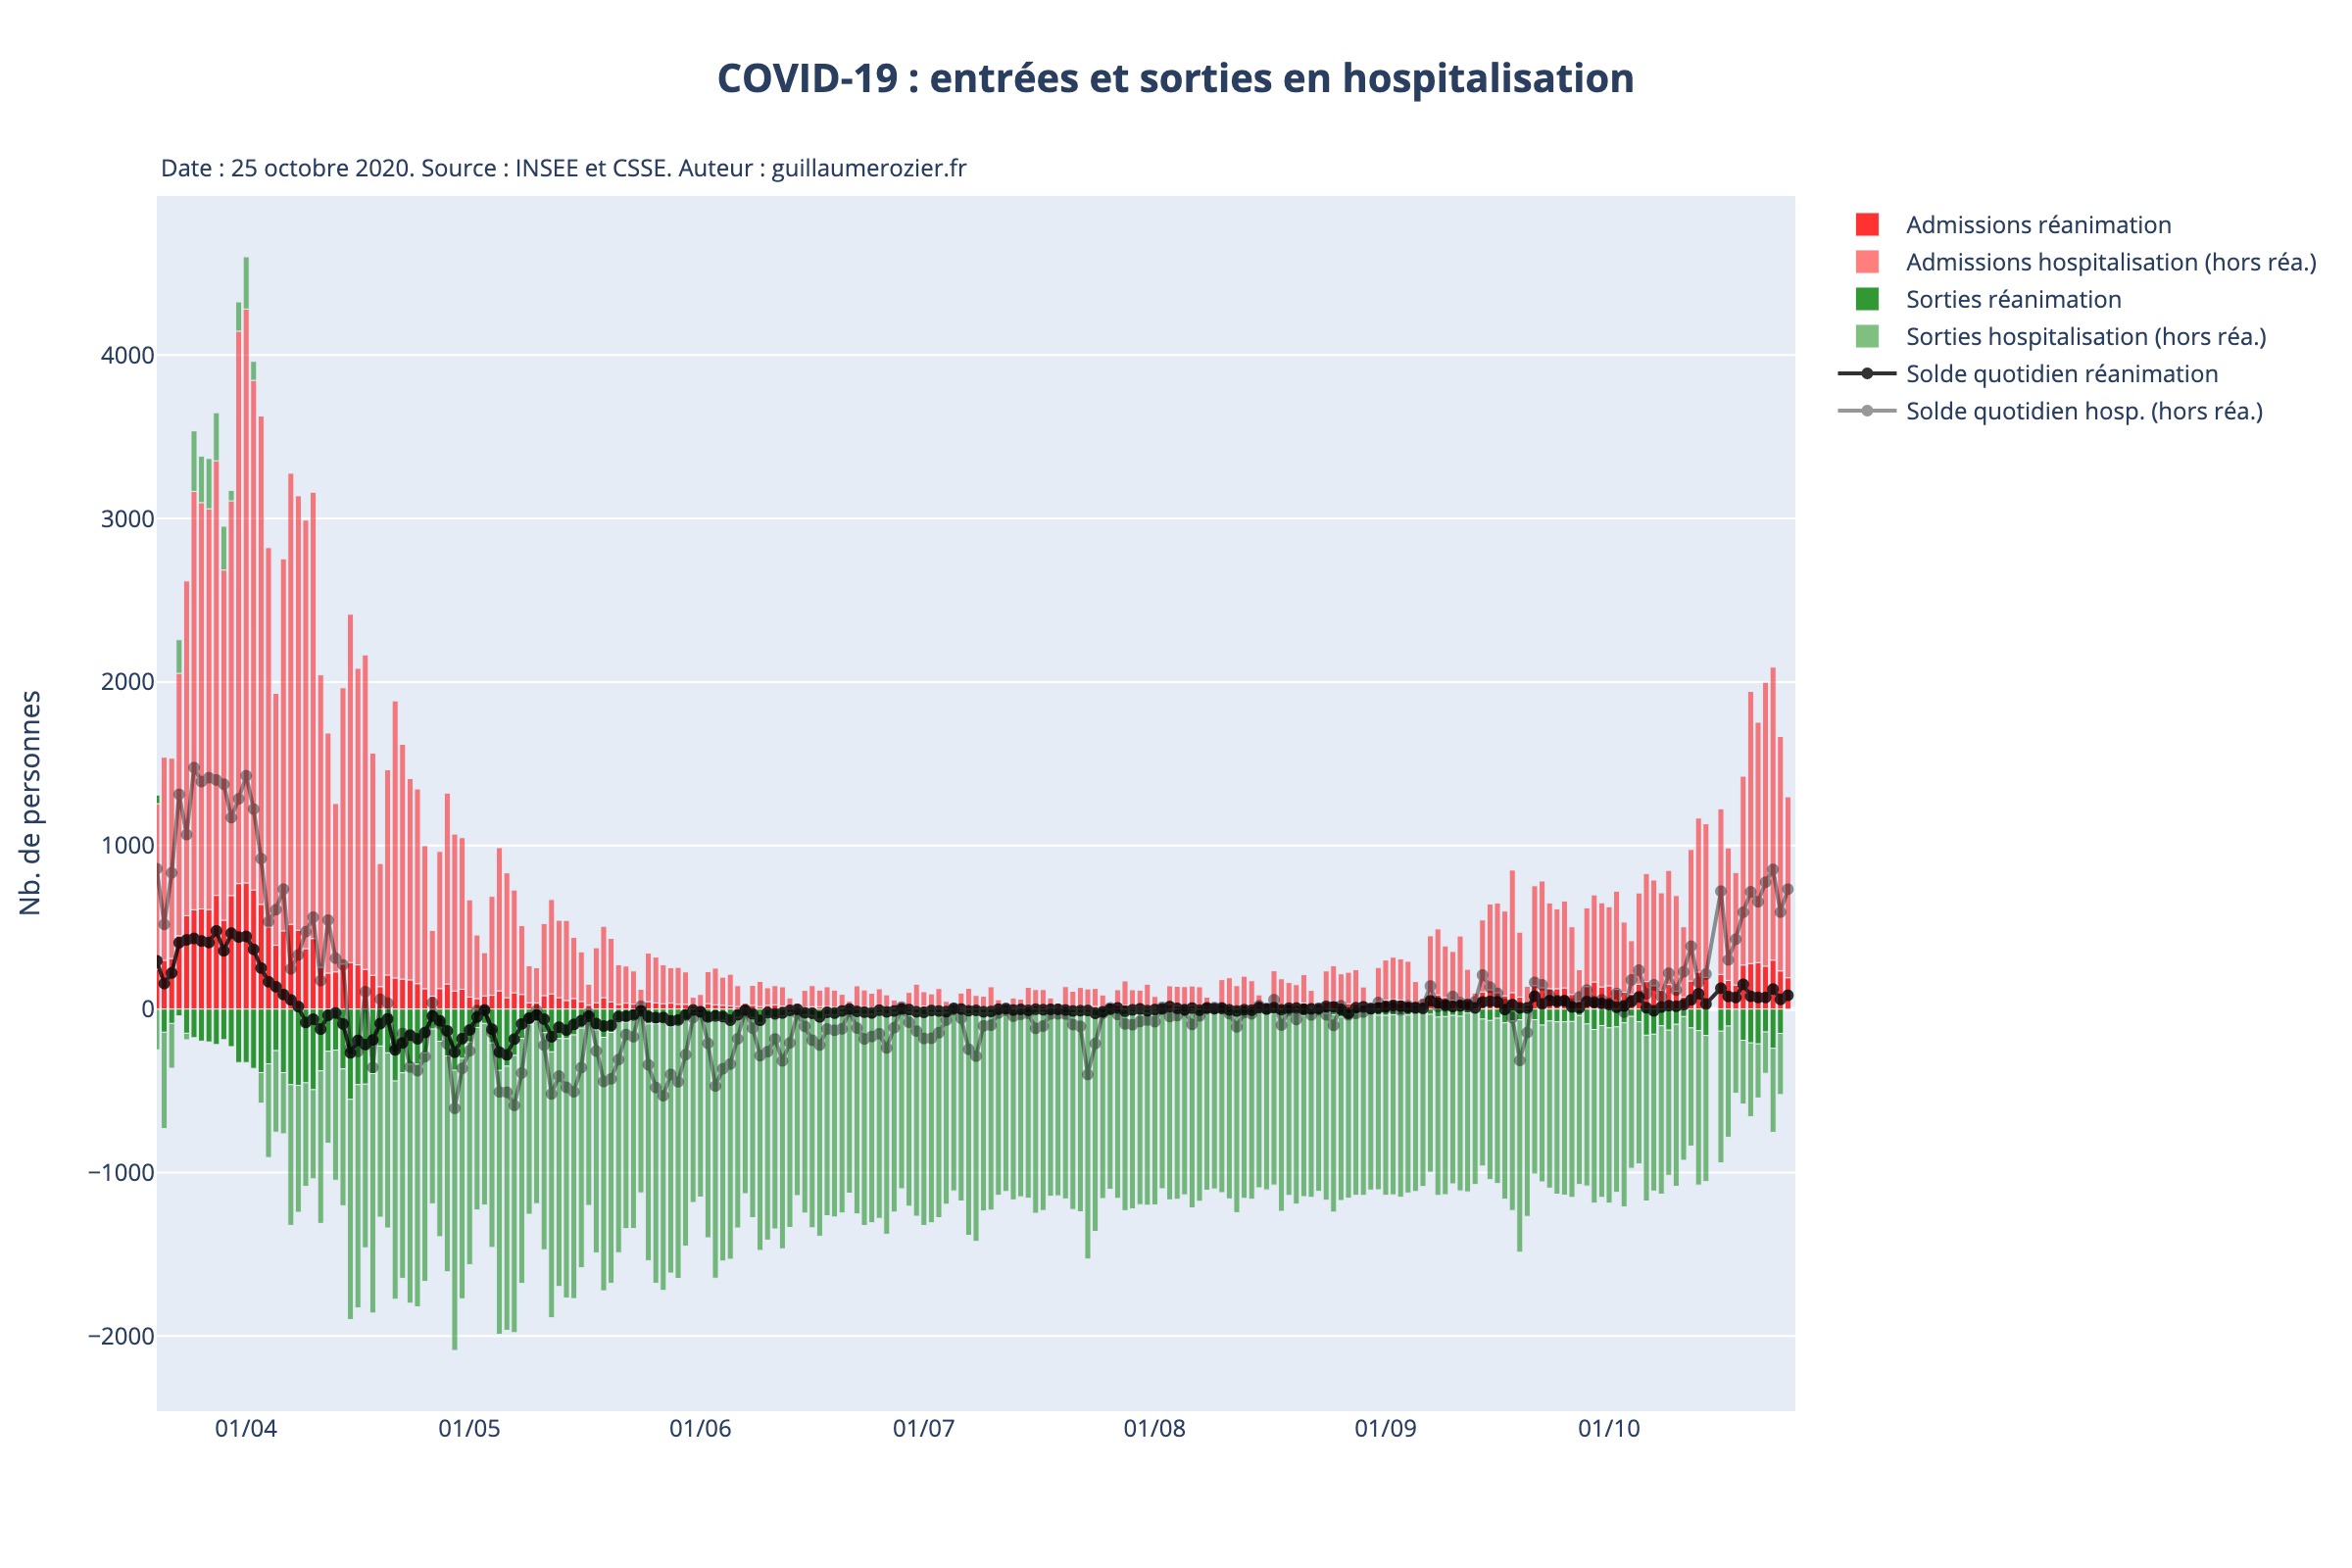 COVID-19 : entrées et sorties en hospitalisation
Date : 25 octobre 2020. Source : INSEE et CSSE. Auteur : guillaumerozier.fr
Admissions réanimation
Admissions hospitalisation (hors réa.)
Sorties réanimation
Sorties hospitalisation (hors réa.)
Solde quotidien réanimation
Solde quotidien hosp. (hors réa.)
Nb. de personnes
4000
3000
2000
1000
0
−1000
−2000
01/04 01/05 01/06 01/07 01/08 01/09 01/10